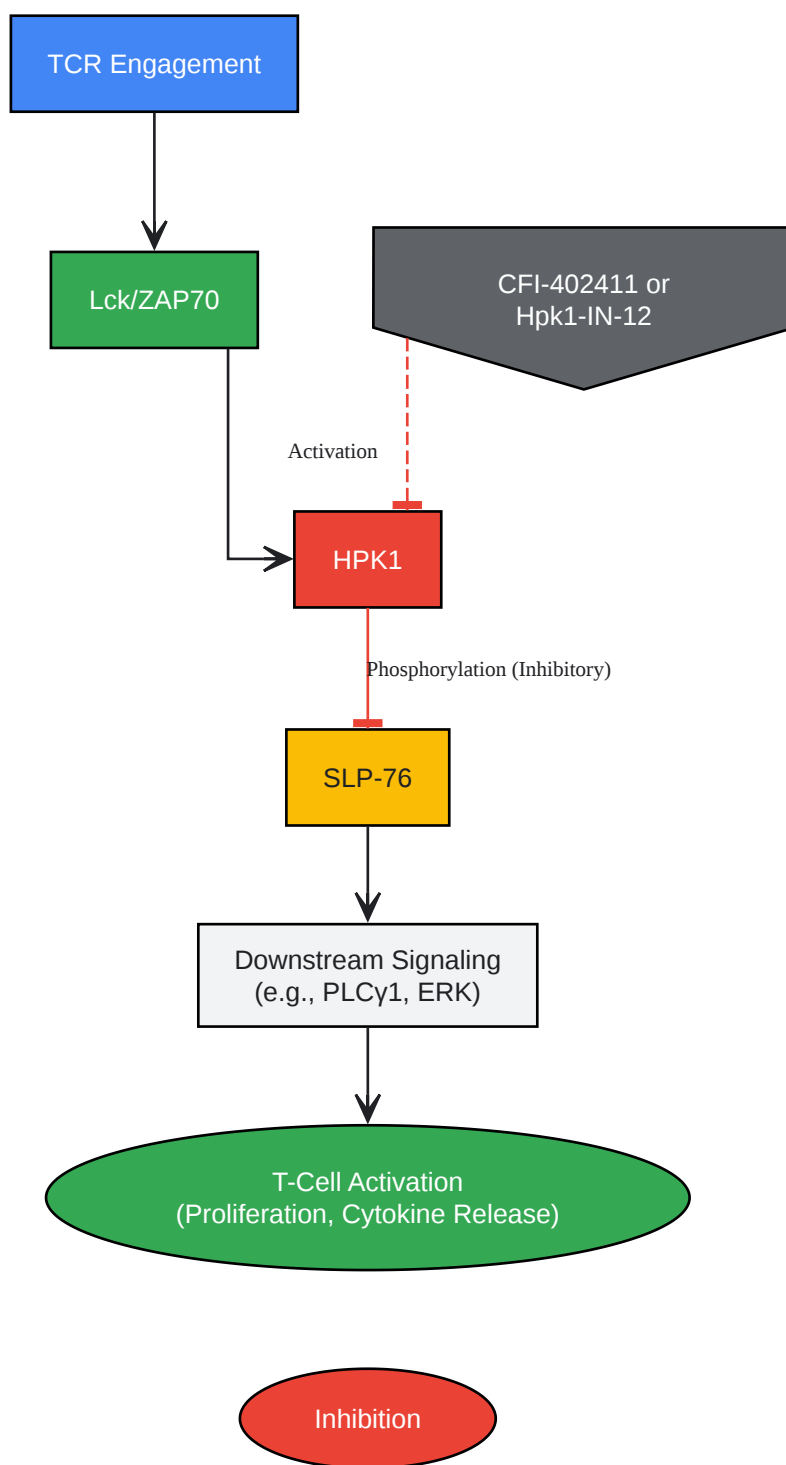 TCR Engagement
Lck/ZAP70
CFI-402411 or
Hpk1-IN-12
Activation
HPK1
Phosphorylation (Inhibitory)
SLP-76
Downstream Signaling
(e.g., PLCγ1, ERK)
T-Cell Activation
(Proliferation, Cytokine Release)
Inhibition